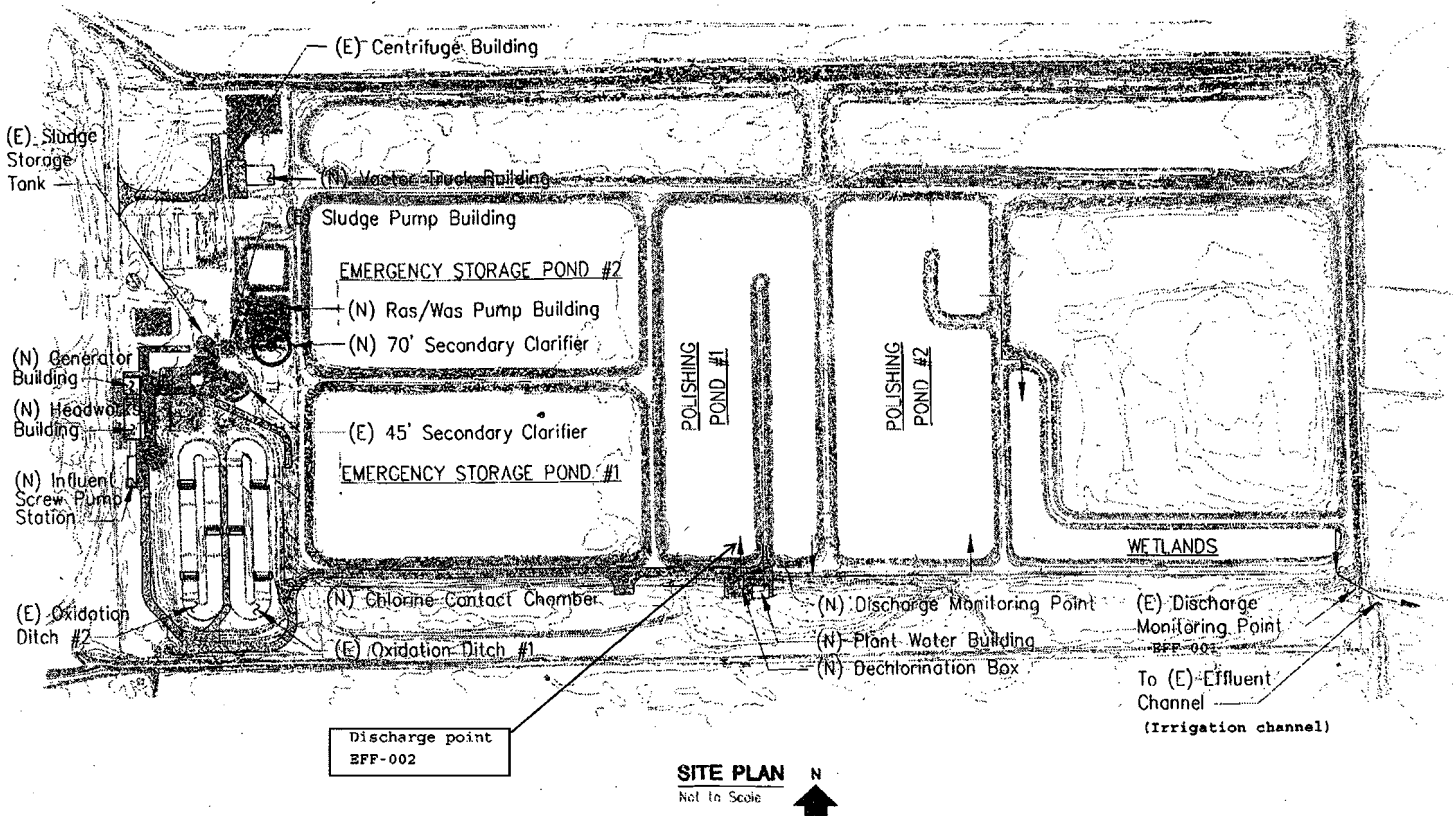 (E) Centrifuge Building
(E) Sludge
Storage
Tank
(N) Vactor Truck Building
(E) Sludge Pump Building
EMERGENCY STORAGE POND #2
(N) Ras/Was Pump Building
(N) 70' Secondary Clarifier
(N) Generator
Building
(N) Headworks
Building
(E) 45' Secondary Clarifier
EMERGENCY STORAGE POND #1
(N) Influent
Screw Pump
Station
POLISHING
POND #1
POLISHING
POND #2
WETLANDS
(E) Oxidation
Ditch #2
(N) Chlorine Contact Chamber
(E) Oxidation Ditch #1
(N) Discharge Monitoring Point
(N) Plant Water Building
(N) Dechlorination Box
(E) Discharge
Monitoring Point
EFF-001
To (E) Effluent
Channel
(Irrigation channel)
Discharge point
EFF-002
SITE PLAN
Not to Scale
N